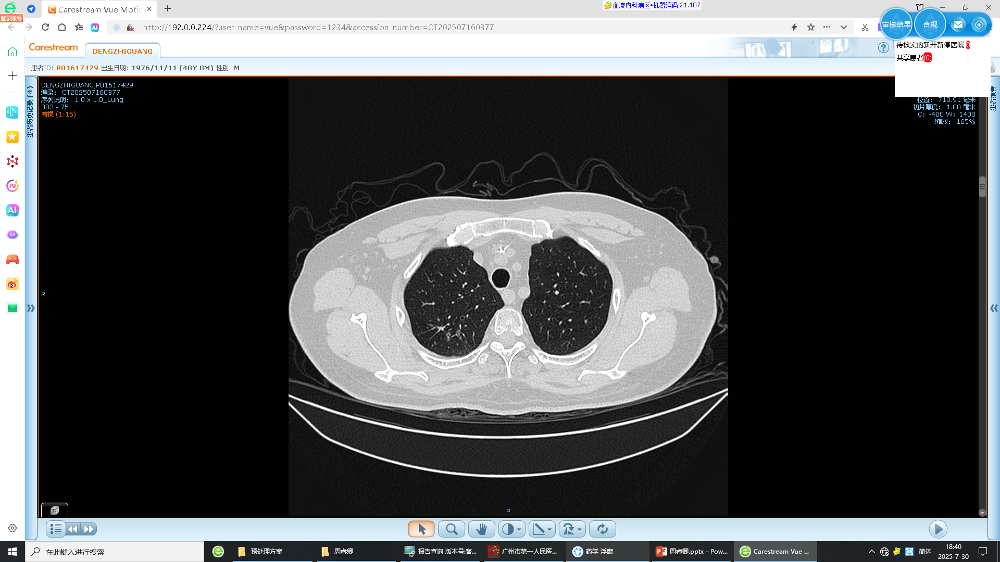 登录账号
Carestream Vue Motic
血液内科病区•机器编码:21.107
http://192.0.0.224/?user_name=vue&password=1234&accession_number=CT202507160377
审核结果
合规
待核实的新开新停医嘱 0
共享患者(0)
Carestream
DENGZHIGUANG
患者ID: P01617429 出生日期: 1976/11/11 (48Y 8M) 性别: M
患者历史记录 (4)
患者报告
DENGZHIGUANG,P01617429
编录: CT202507160377
序列说明: 1.0 x 1.0_Lung
303 - 75
有损 (1:15)
位置: 710.91 毫米
切片厚度: 1.00 毫米
C: -400 W: 1400
缩放: 165%
R
P
在此键入进行搜索
预处理方案
周睿卿
报告查询 版本号:客...
广州市第一人民医...
药学 浮窗
周睿卿.pptx - Pow...
Carestream Vue ...
简体
18:40
2025-7-30